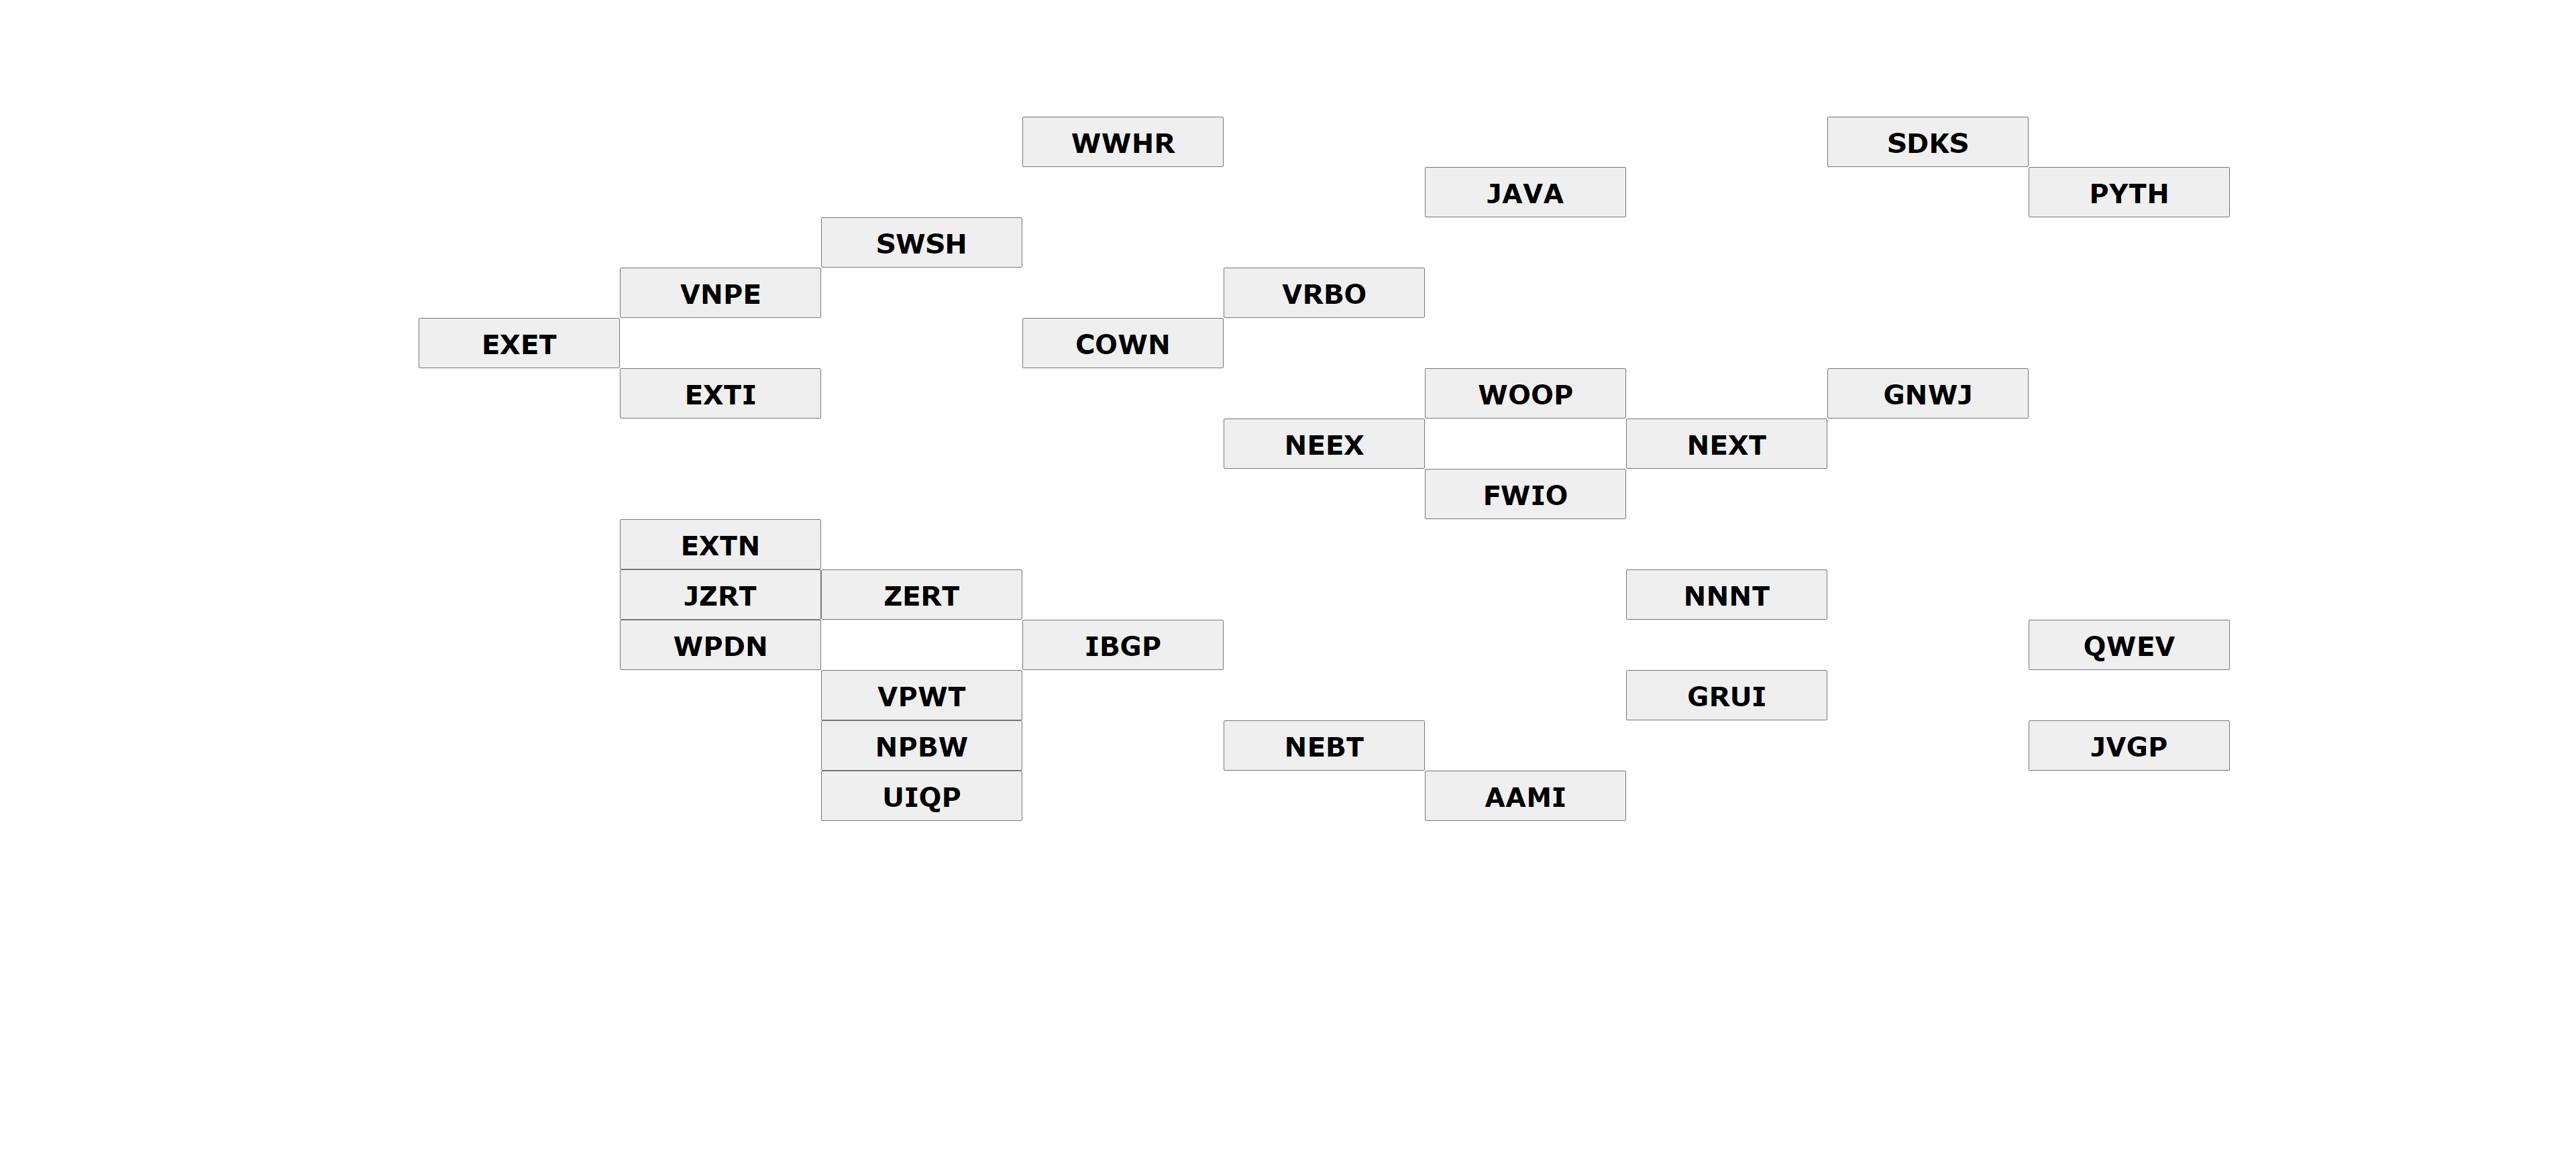 WWHR SDKS
JAVA PYTH
SWSH
VNPE VRBO
EXET COWN
EXTI WOOP GNWJ
NEEX NEXT
FWIO
EXTN
JZRT ZERT NNNT
WPDN IBGP QWEV
VPWT GRUI
NPBW NEBT JVGP
UIQP AAMI